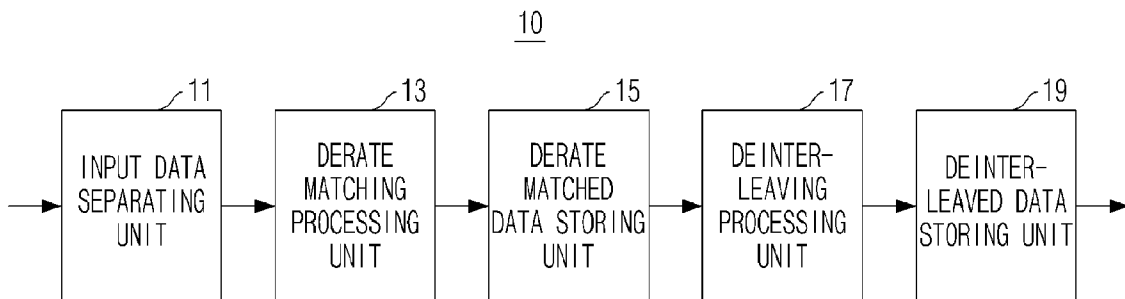 10
11
13
15
17
19
INPUT DATA
SEPARATING
UNIT
DERATE
MATCHING
PROCESSING UNIT
DERATE
MATCHED
DATA STORING UNIT
DEINTER-
LEAVING
PROCESSING
UNIT
DEINTER-
LEAVED DATA
STORING UNIT